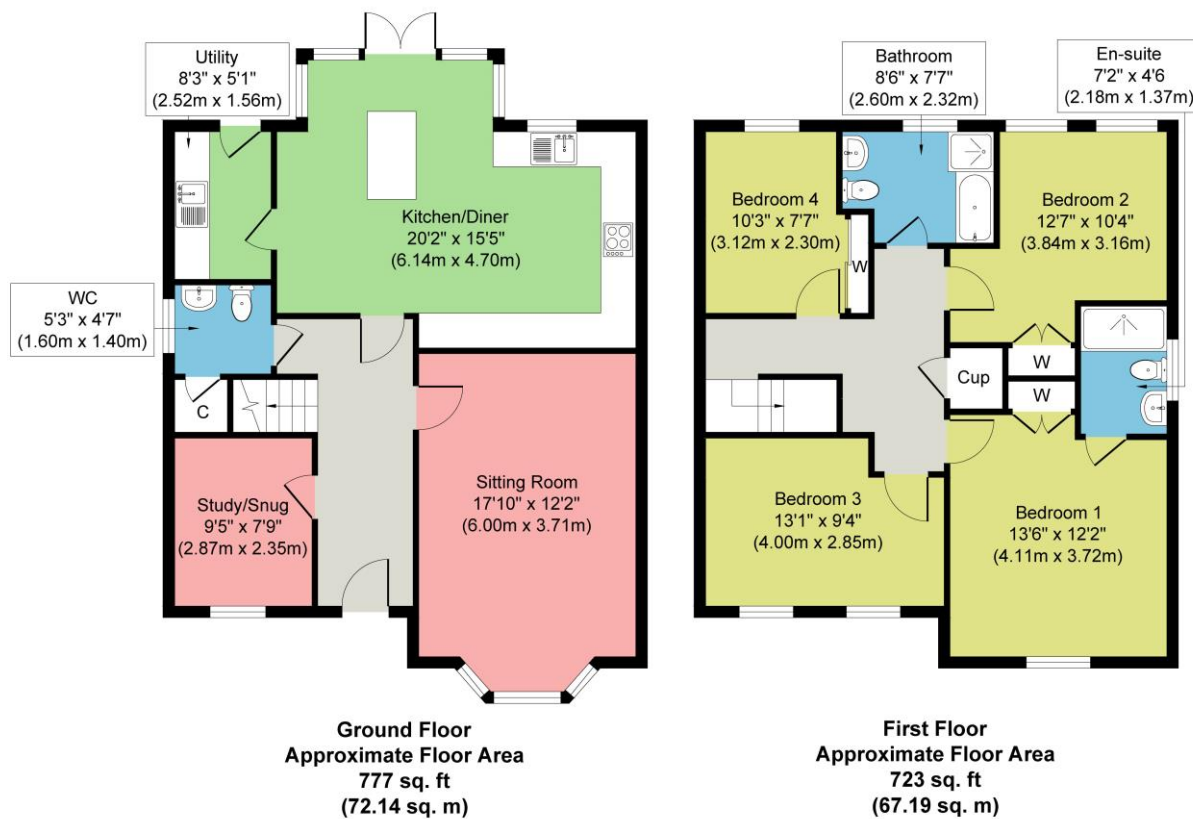 Utility
8'3" x 5'1"
(2.52m x 1.56m)
Kitchen/Diner
20'2" x 15'5"
(6.14m x 4.70m)
WC
5'3" x 4'7"
(1.60m x 1.40m)
C
Study/Snug
9'5" x 7'9"
(2.87m x 2.35m)
Sitting Room
17'10" x 12'2"
(6.00m x 3.71m)
Ground Floor
Approximate Floor Area
777 sq. ft
(72.14 sq. m)
Bathroom
8'6" x 7'7"
(2.60m x 2.32m)
En-suite
7'2" x 4'6
(2.18m x 1.37m)
Bedroom 4
10'3" x 7'7"
(3.12m x 2.30m)
W
Bedroom 2
12'7" x 10'4"
(3.84m x 3.16m)
W
Cup
W
Bedroom 3
13'1" x 9'4"
(4.00m x 2.85m)
Bedroom 1
13'6" x 12'2"
(4.11m x 3.72m)
First Floor
Approximate Floor Area
723 sq. ft
(67.19 sq. m)